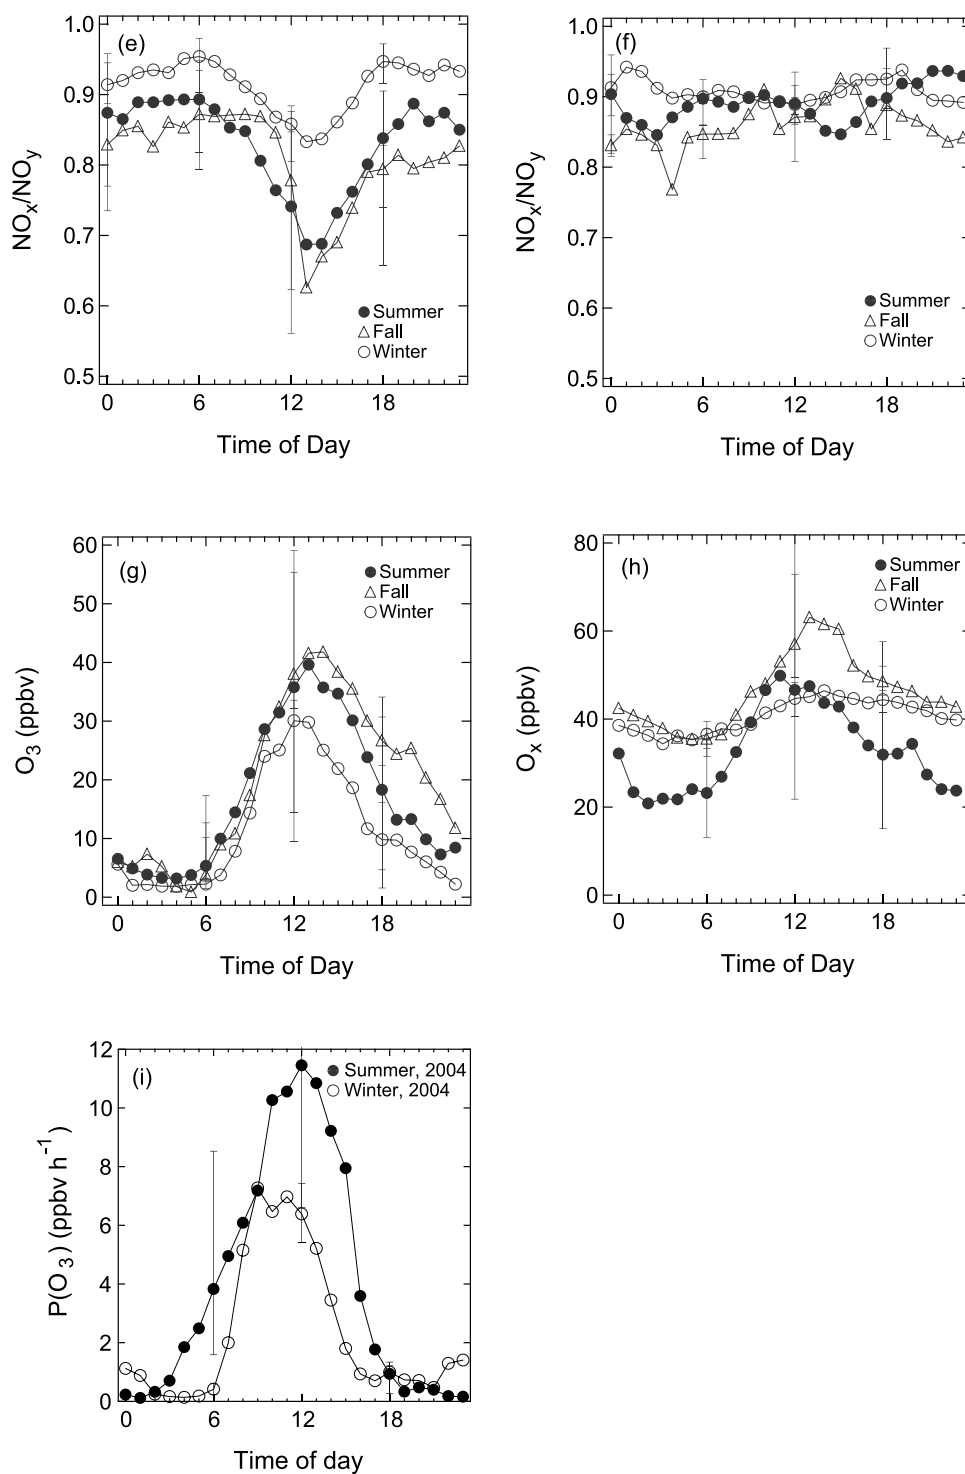 (e)
1.0
0.9
0.8
0.7
0.6
0.5
NOx/NOy
Summer
Fall
Winter
0 6 12 18
Time of Day
(f)
1.0
0.9
0.8
0.7
0.6
0.5
NOx/NOy
Summer
Fall
Winter
0 6 12 18
Time of Day
(g)
60
50
40
30
20
10
0
O3 (ppbv)
Summer
Fall
Winter
0 6 12 18
Time of Day
(h)
80
60
40
20
0
Ox (ppbv)
Summer
Fall
Winter
0 6 12 18
Time of Day
(i)
12
10
8
6
4
2
0
P(O3) (ppbv h⁻¹)
Summer, 2004
Winter, 2004
0 6 12 18
Time of day